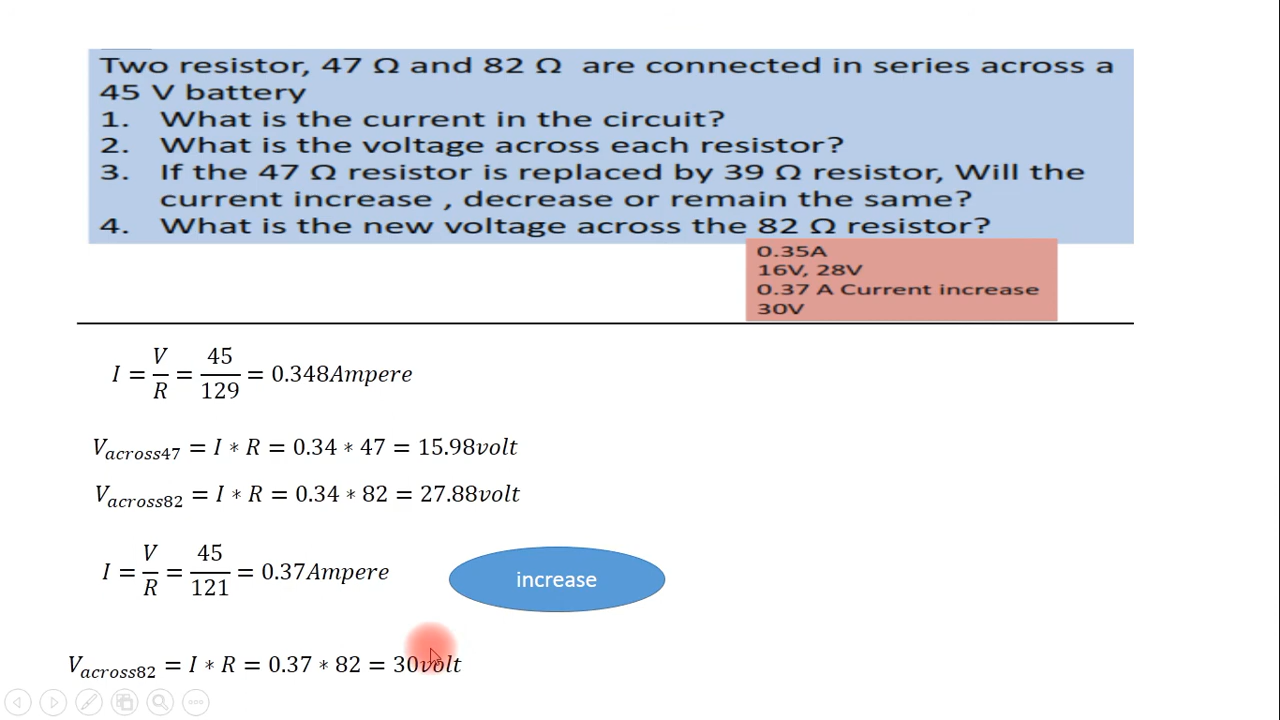 Two resistor, 47 Ω and 82 Ω are connected in series across a
45 V battery
1. What is the current in the circuit?
2. What is the voltage across each resistor?
3. If the 47 Ω resistor is replaced by 39 Ω resistor, Will the
current increase , decrease or remain the same?
4. What is the new voltage across the 82 Ω resistor?
0.35A
16V, 28V
0.37 A Current increase
30V
I = V/R = 45/129 = 0.348Ampere
Vacross47 = I ∗ R = 0.34 ∗ 47 = 15.98volt
Vacross82 = I ∗ R = 0.34 ∗ 82 = 27.88volt
I = V/R = 45/121 = 0.37Ampere
increase
Vacross82 = I ∗ R = 0.37 ∗ 82 = 30volt